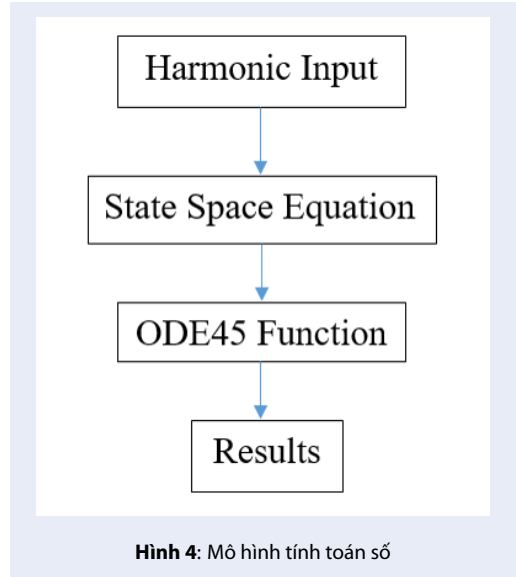 Harmonic Input
State Space Equation
ODE45 Function
Results
Hình 4: Mô hình tính toán số